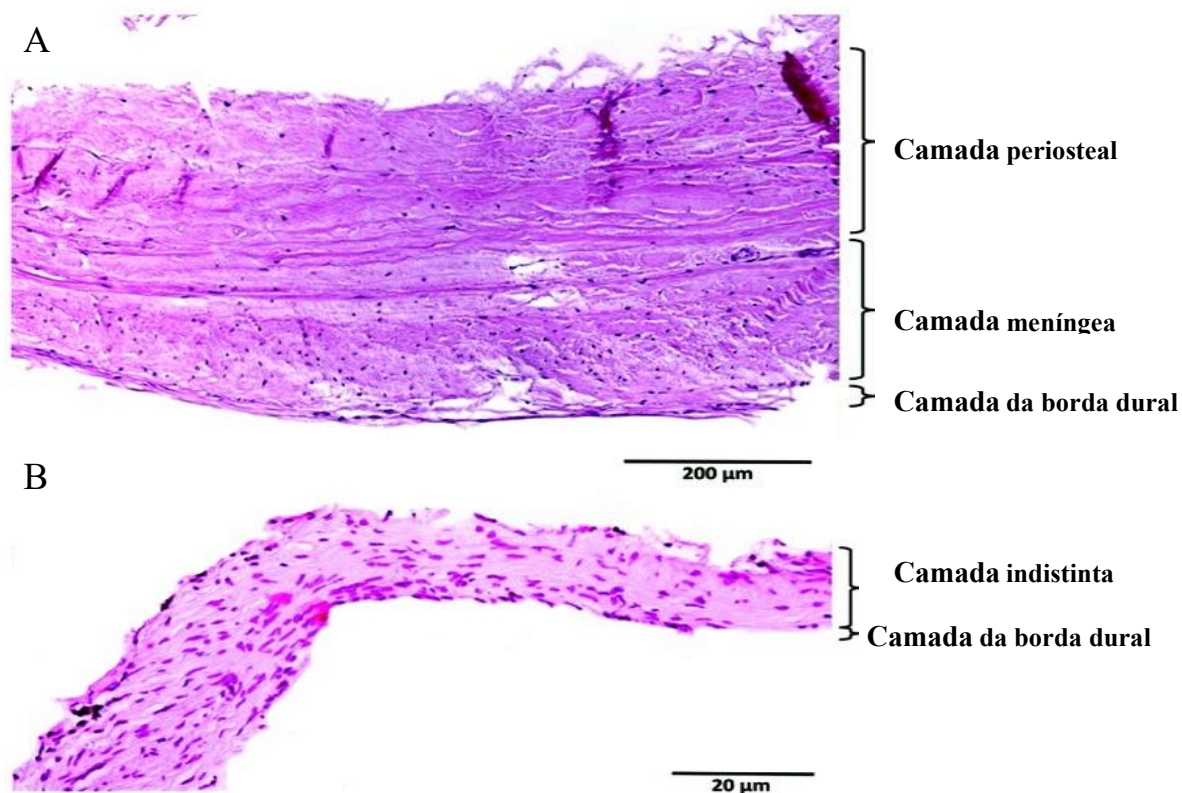 A
Camada periosteal
Camada meníngea
Camada da borda dural
200 µm
B
Camada indistinta
Camada da borda dural
20 µm